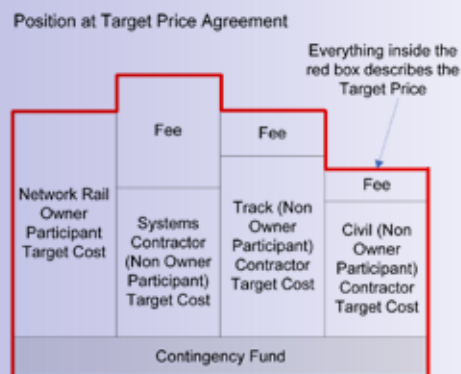 Position at Target Price Agreement
Everything inside the
red box describes the
Target Price
Network Rail
Owner
Participant
Target Cost
Fee
Systems
Contractor
(Non Owner
Participant)
Target Cost
Fee
Track (Non
Owner
Participant)
Contractor
Target Cost
Fee
Civil (Non
Owner
Participant)
Contractor
Target Cost
Contingency Fund